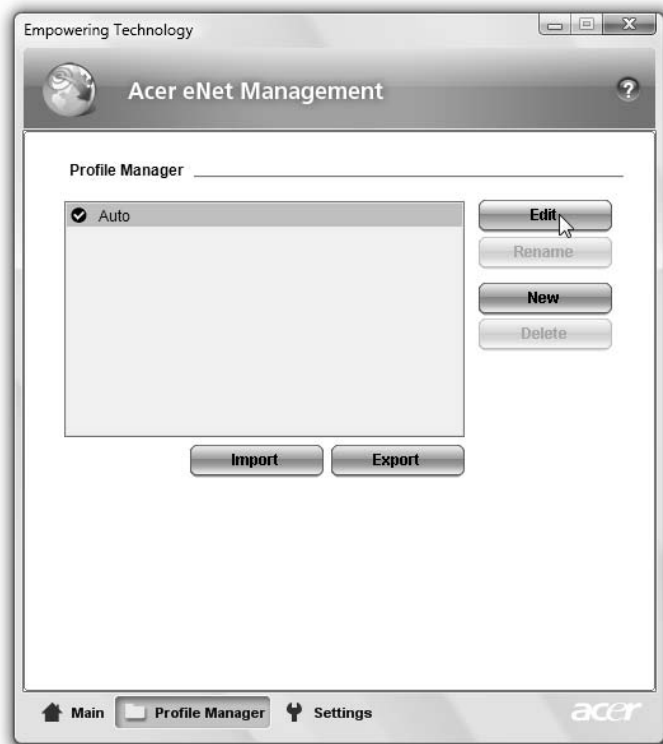 Empowering Technology
Acer eNet Management
?
Profile Manager
Auto
Edit
Rename
New
Delete
Import Export
Main Profile Manager Settings acer